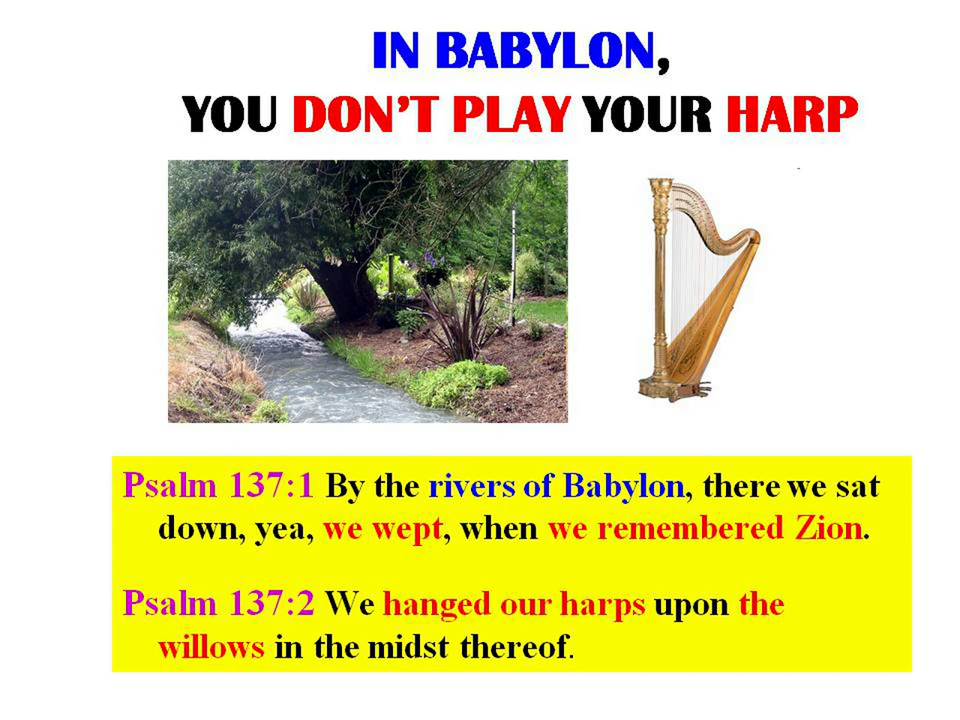 IN BABYLON,
YOU DON'T PLAY YOUR HARP
Psalm 137:1 By the rivers of Babylon, there we sat
down, yea, we wept, when we remembered Zion.
Psalm 137:2 We hanged our harps upon the
willows in the midst thereof.